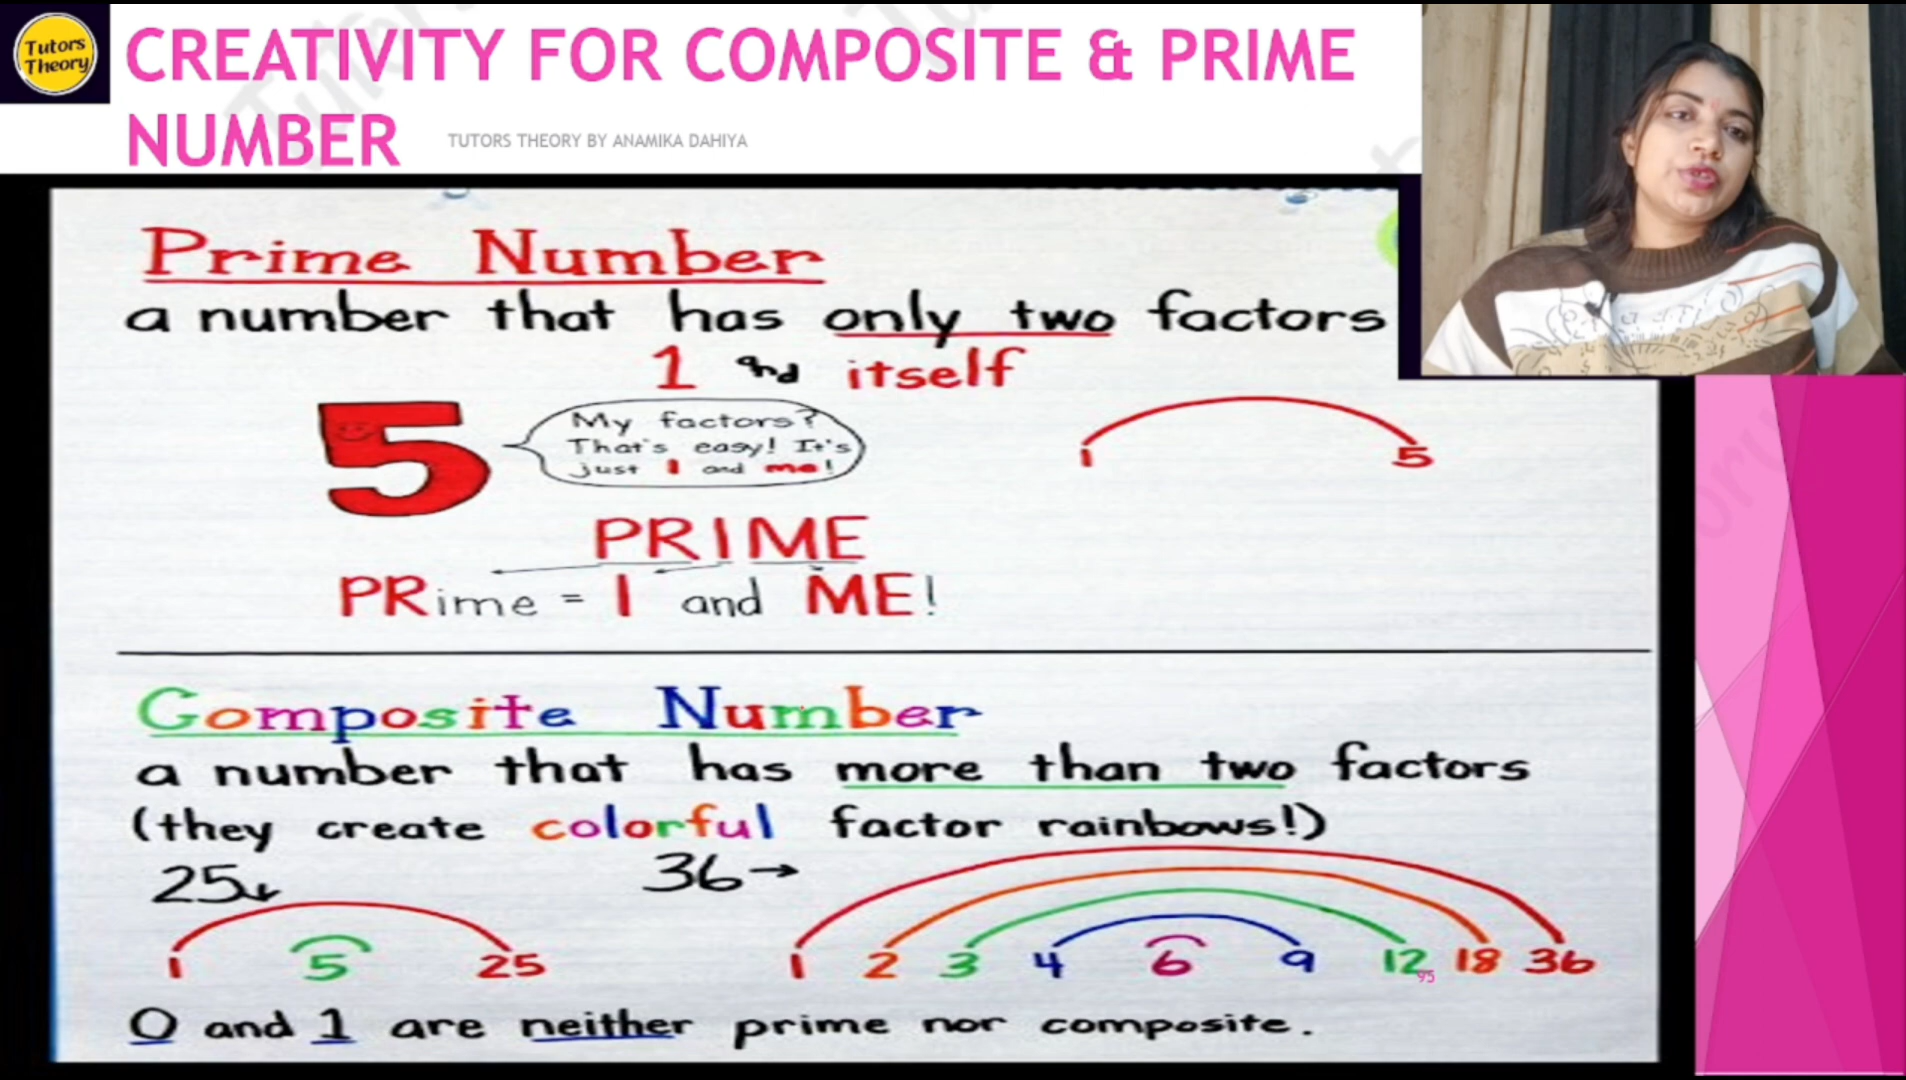 Tutors
Theory
CREATIVITY FOR COMPOSITE & PRIME
NUMBER
TUTORS THEORY BY ANAMIKA DAHIYA
Prime Number
a number that has only two factors
1 and itself
5
My factors?
That's easy! It's
just 1 and me!
1 5
PRIME
PRime = 1 and ME!
Composite Number
a number that has more than two factors
(they create colorful factor rainbows!)
25 36→
1 5 25
1 2 3 4 6 9 12 18 36
95
0 and 1 are neither prime nor composite.